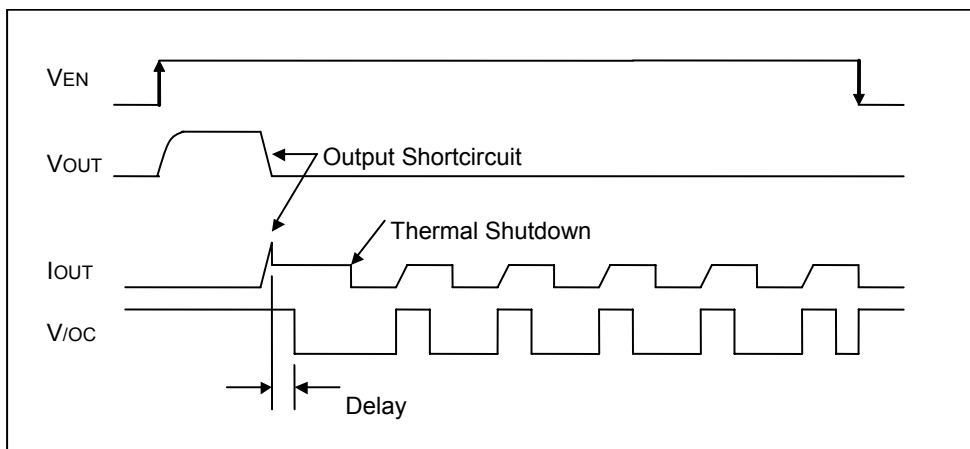 VEN
VOUT
Output Shortcircuit
Thermal Shutdown
IOUT
V/OC
Delay